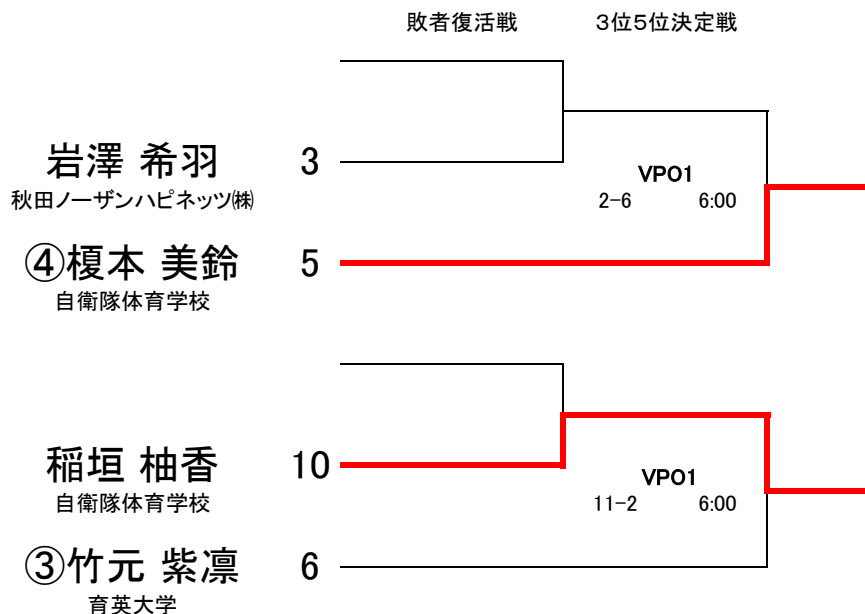 敗者復活戦 3位5位決定戦
岩澤 希羽 3
秋田ノーザンハピネッツ㈱
VPO1
2-6 6:00
④榎本 美鈴 5
自衛隊体育学校
稲垣 柚香 10
自衛隊体育学校
VPO1
11-2 6:00
③竹元 紫凛 6
育英大学